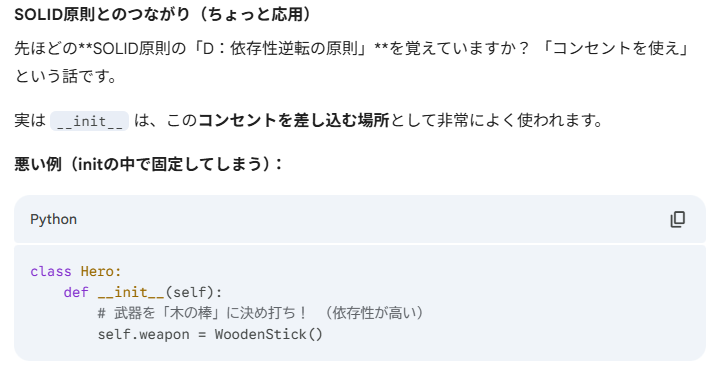 SOLID原則とのつながり（ちょっと応用）
先ほどの**SOLID原則の「D：依存性逆転の原則」**を覚えていますか？ 「コンセントを使え」
という話です。
実は __init__ は、このコンセントを差し込む場所として非常によく使われます。
悪い例（initの中で固定してしまう）：
Python
class Hero:
    def __init__(self):
        # 武器を「木の棒」に決め打ち！ （依存性が高い）
        self.weapon = WoodenStick()